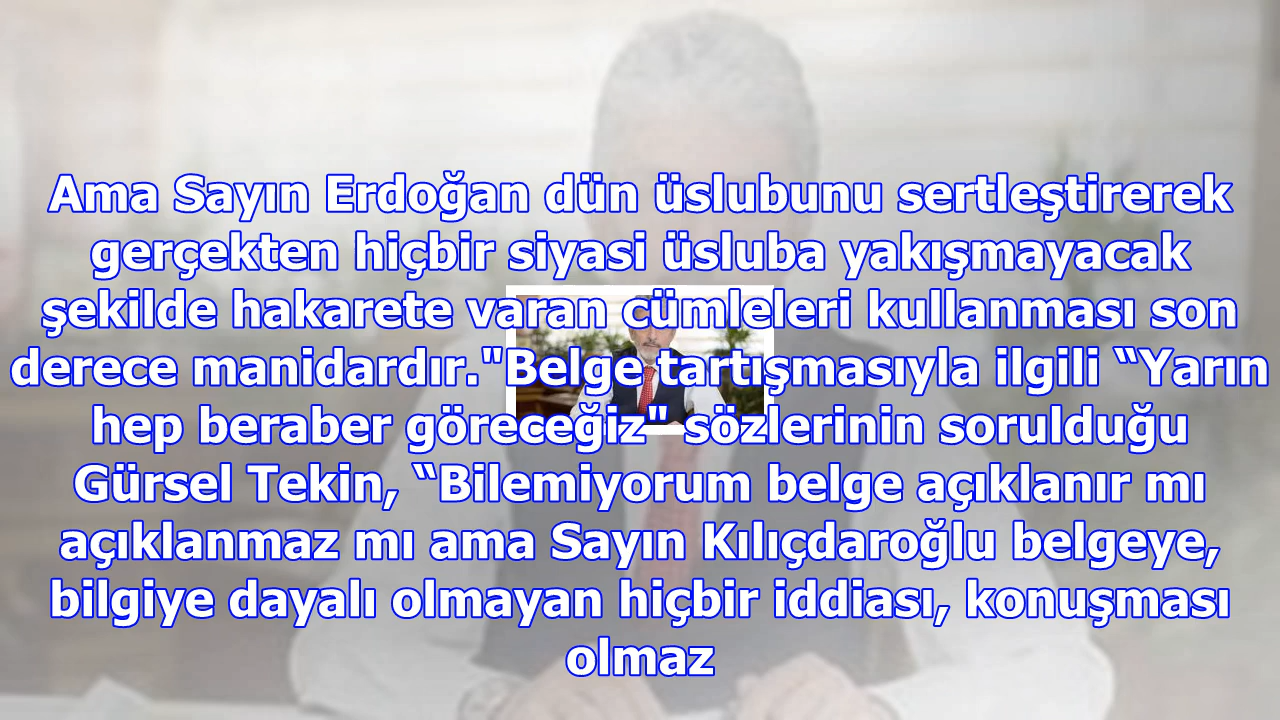 Ama Sayın Erdoğan dün üslubunu sertleştirerek
gerçekten hiçbir siyasi üsluba yakışmayacak
şekilde hakarete varan cümleleri kullanması son
derece manidardır."Belge tartışmasıyla ilgili “Yarın
hep beraber göreceğiz" sözlerinin sorulduğu
Gürsel Tekin, “Bilemiyorum belge açıklanır mı
açıklanmaz mı ama Sayın Kılıçdaroğlu belgeye,
bilgiye dayalı olmayan hiçbir iddiası, konuşması
olmaz